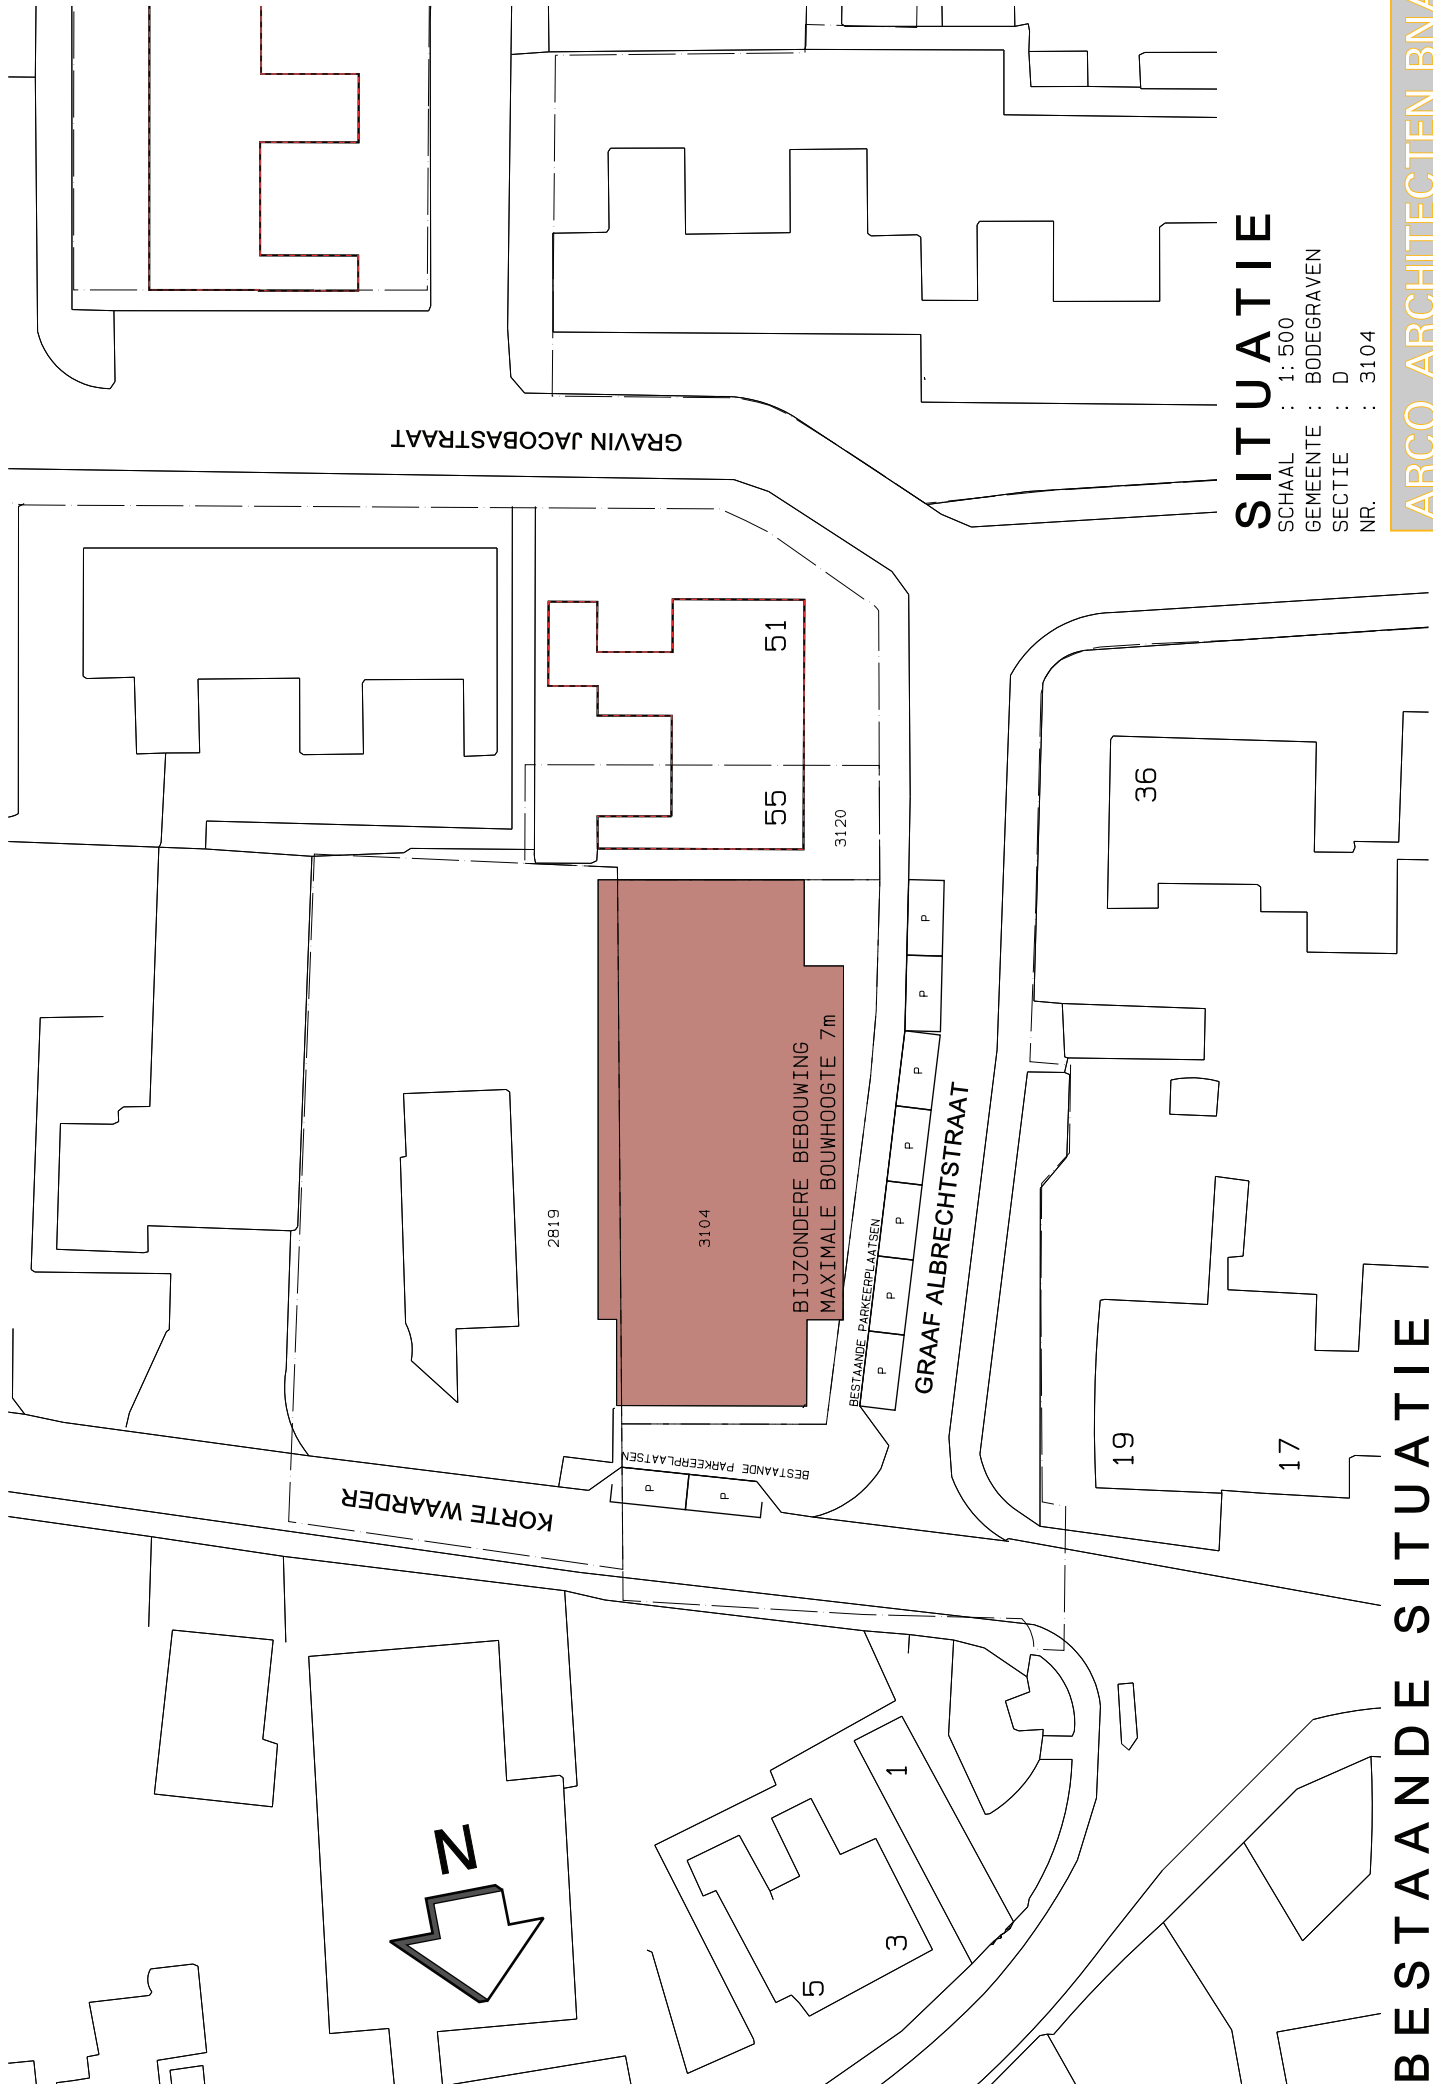 GRAVIN JACOBASTRAAT
51
55
3120
36
BIJZONDERE BEBOUWING
MAXIMALE BOUWHOOGTE 7m
2819
3104
P
P
P
P
P
P
P
BESTAANDE PARKEERPLAATSEN
GRAAF ALBRECHTSTRAAT
BESTAANDE PARKEERPLAATSEN
P
P
KORTE WAARDER
19
17
1
3
5
N
SITUATIE
SCHAAL : 1:500
GEMEENTE : BODEGRAVEN
SECTIE : D
NR. : 3104
ARCO ARCHITECTEN BNA
BESTAANDE SITUATIE